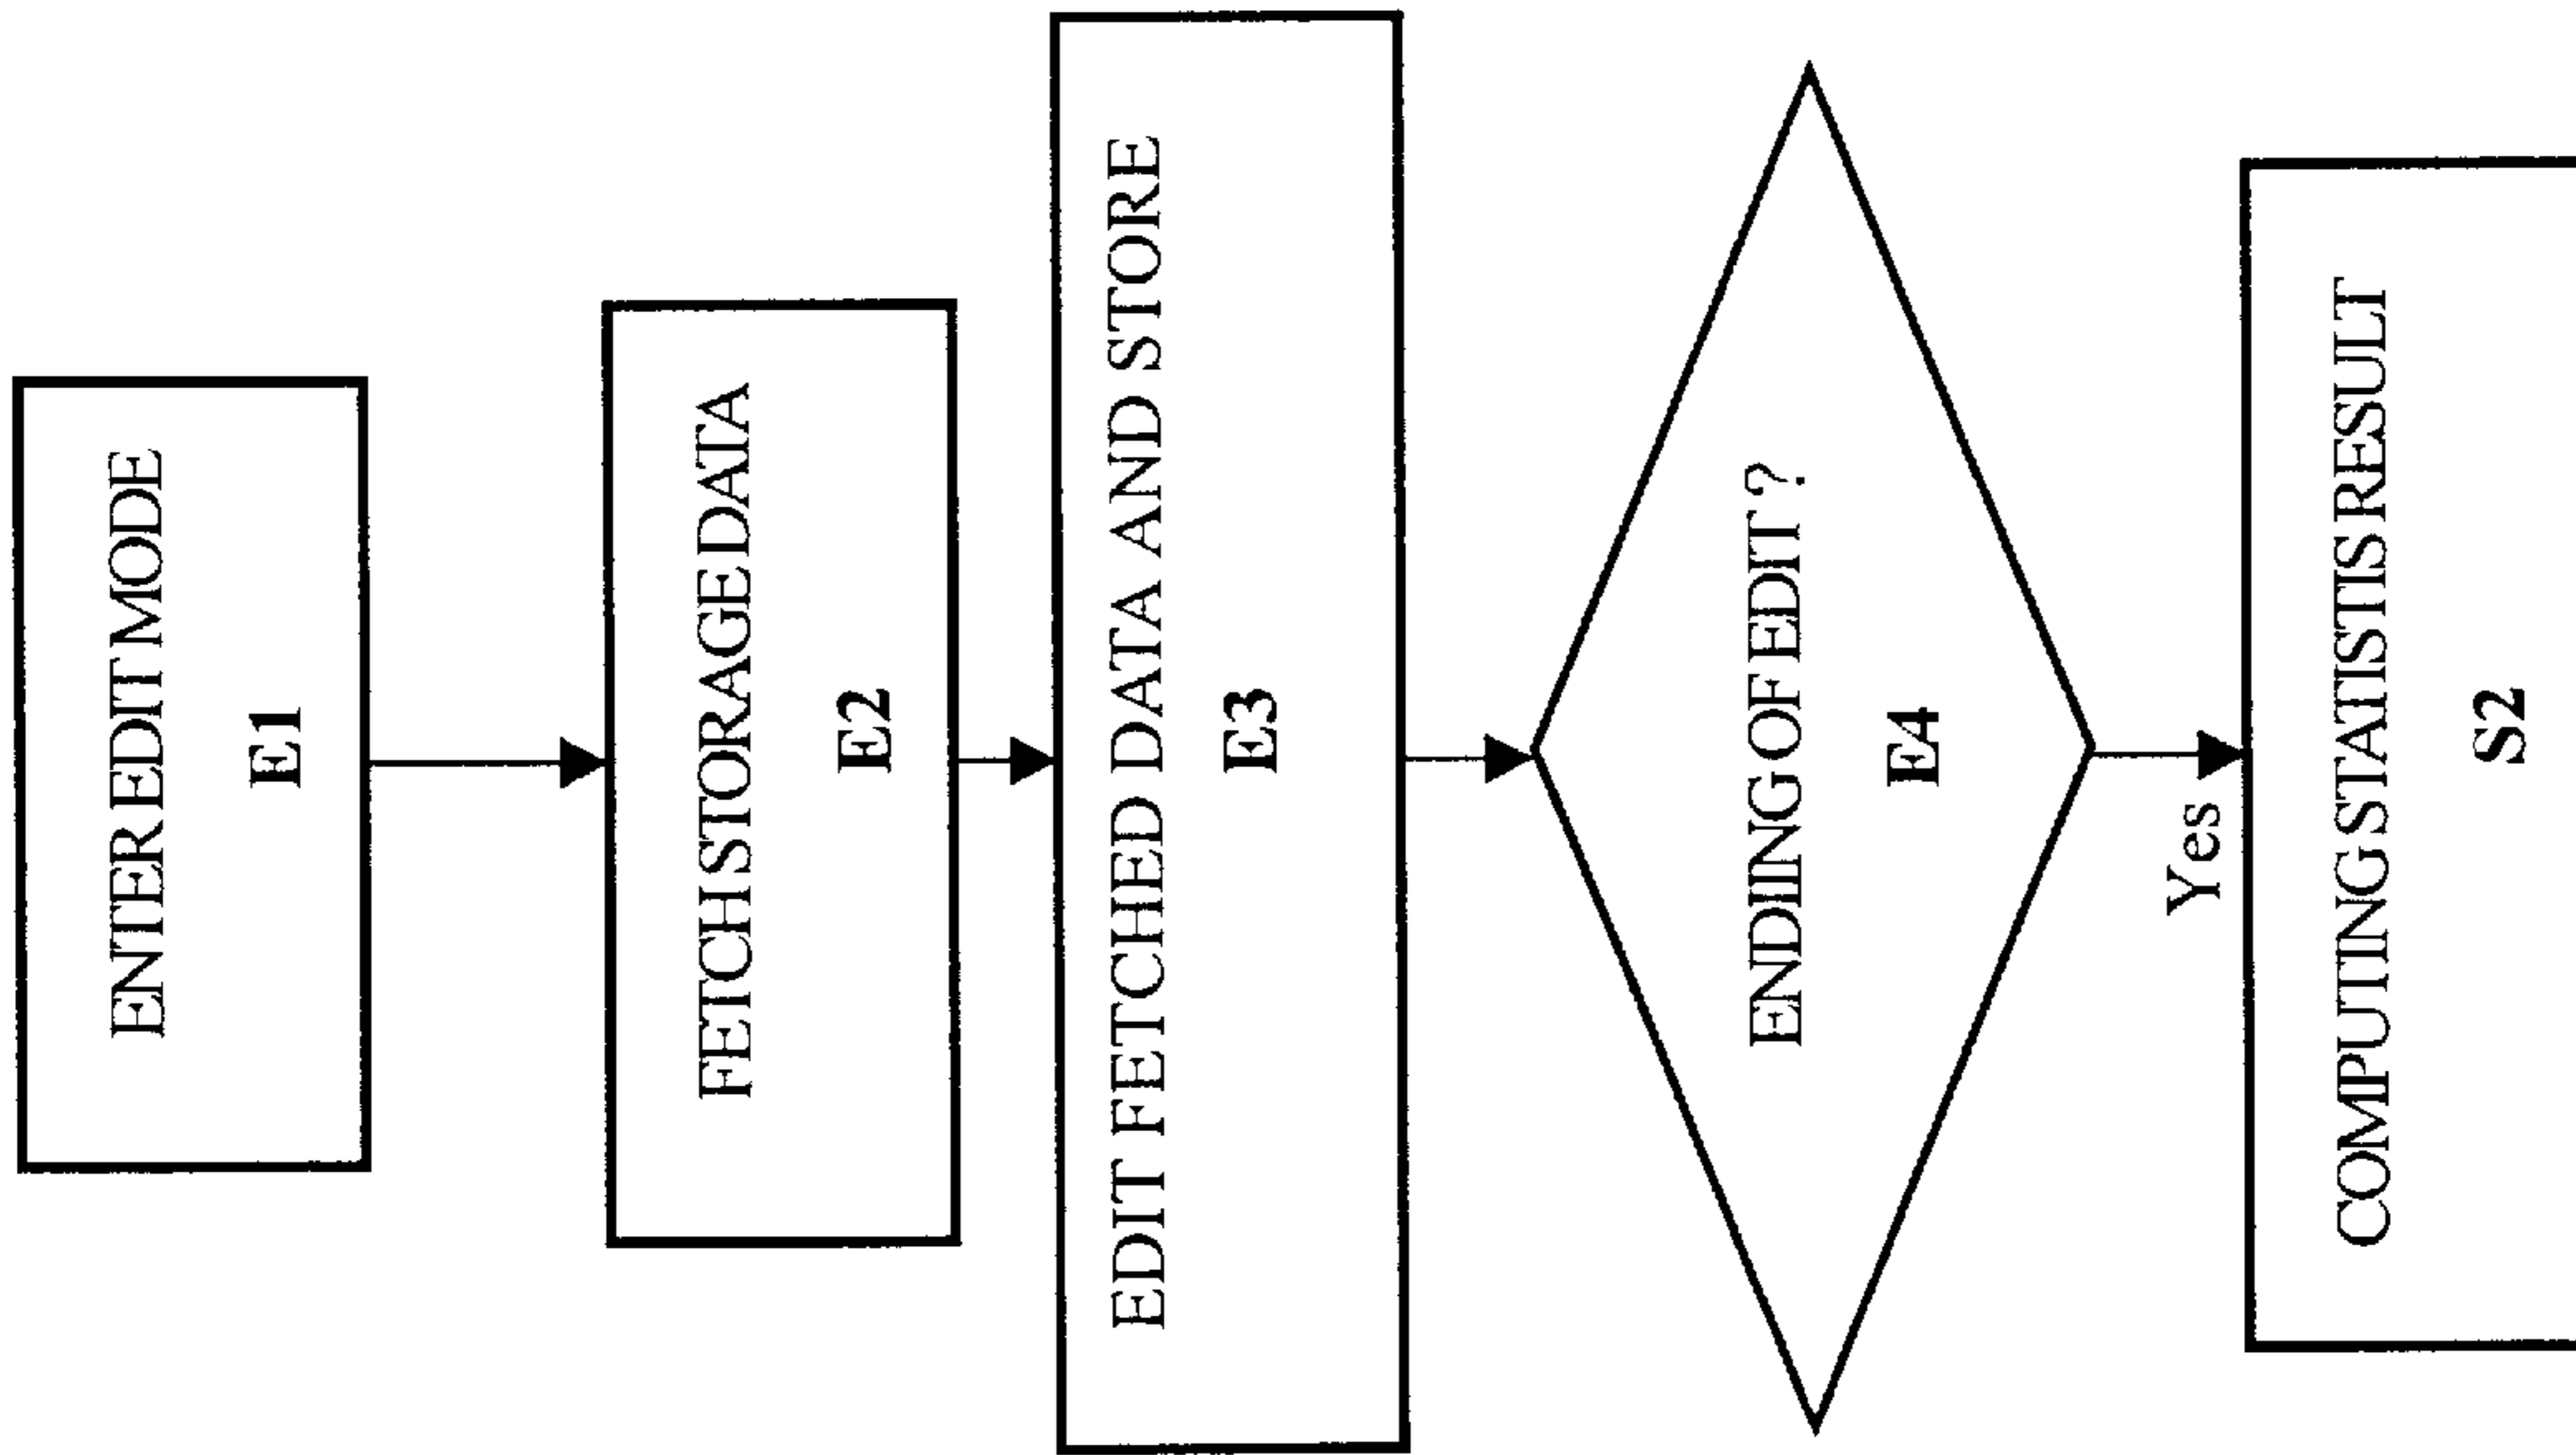 ENTER EDIT MODE
E1
FETCH STORAGE DATA
E2
EDIT FETCHED DATA AND STORE
E3
ENDIING OF EDIT ?
E4
Yes
COMPUTING STATISTIS RESULT
S2